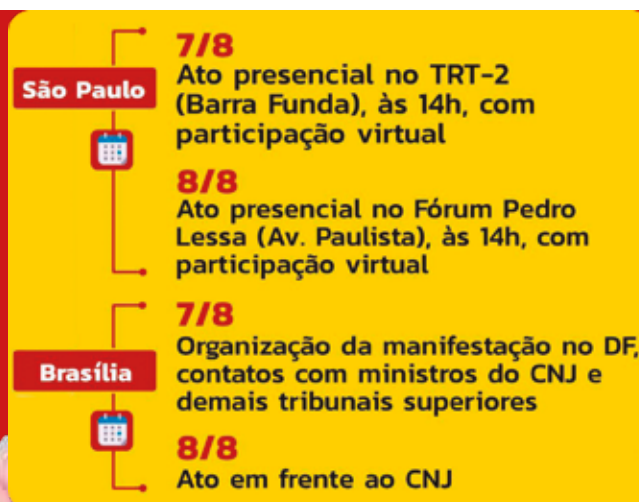 São Paulo
7/8
Ato presencial no TRT-2
(Barra Funda), às 14h, com
participação virtual
8/8
Ato presencial no Fórum Pedro
Lessa (Av. Paulista), às 14h, com
participação virtual
Brasília
7/8
Organização da manifestação no DF,
contatos com ministros do CNJ e
demais tribunais superiores
8/8
Ato em frente ao CNJ